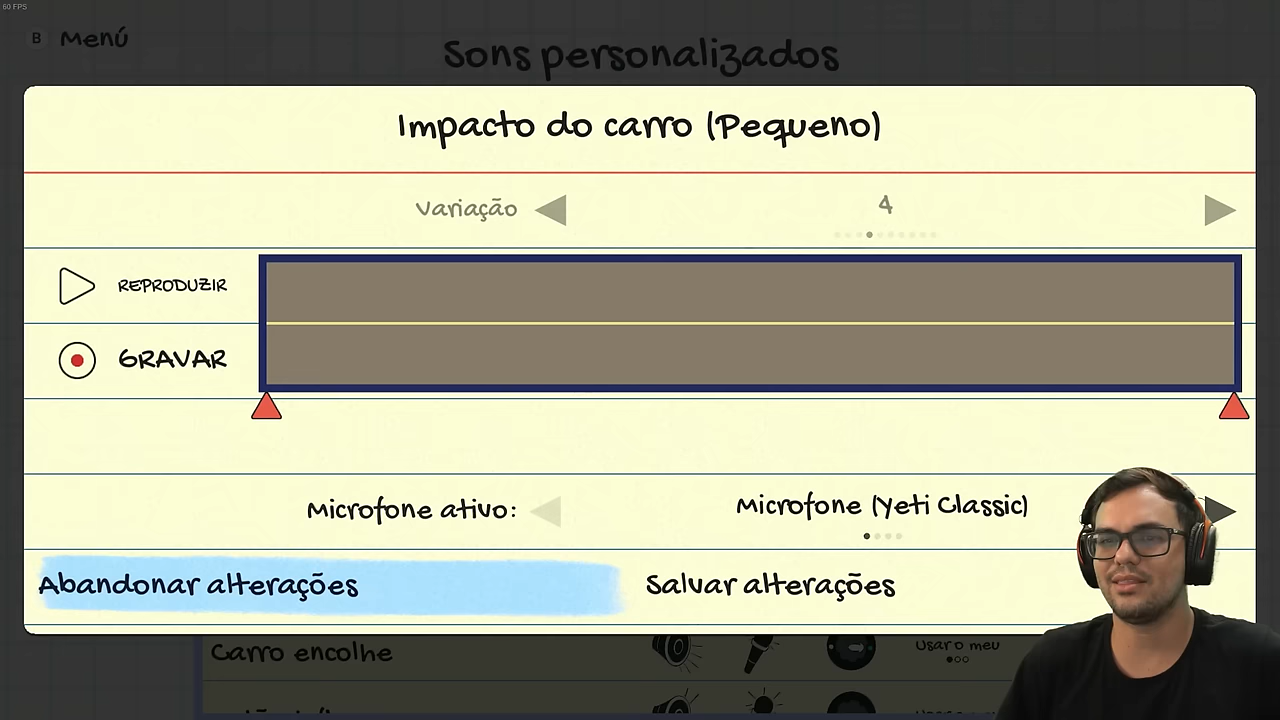 60 FPS
B Menú
Sons personalizados
Impacto do carro (Pequeno)
Variação 4
REPRODUZIR
GRAVAR
Microfone ativo: Microfone (Yeti Classic)
Abandonar alterações Salvar alterações
Carro encolhe Usar o meu